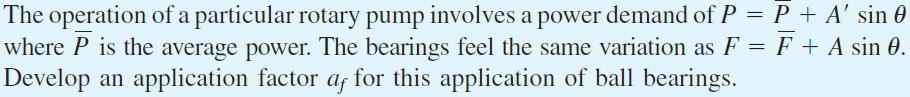 The operation of a particular rotary pump involves a power demand of P = P̅ + A′ sin θ
where P̅ is the average power. The bearings feel the same variation as F = F̅ + A sin θ.
Develop an application factor a_f for this application of ball bearings.